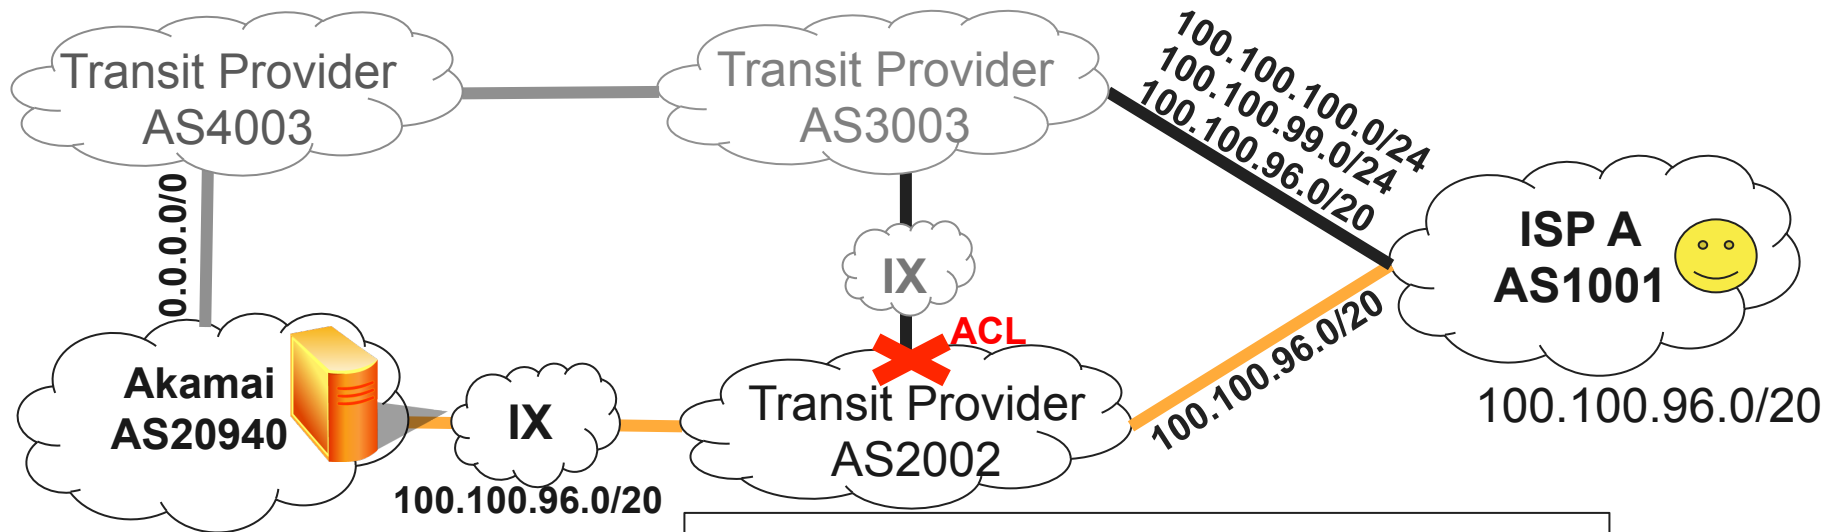 Transit Provider
AS4003
Transit Provider
AS3003
100.100.100.0/24
100.100.99.0/24
100.100.96.0/20
0.0.0.0/0
IX
ISP A
AS1001
ACL
100.100.96.0/20
100.100.96.0/20
Akamai
AS20940
IX
Transit Provider
AS2002
100.100.96.0/20